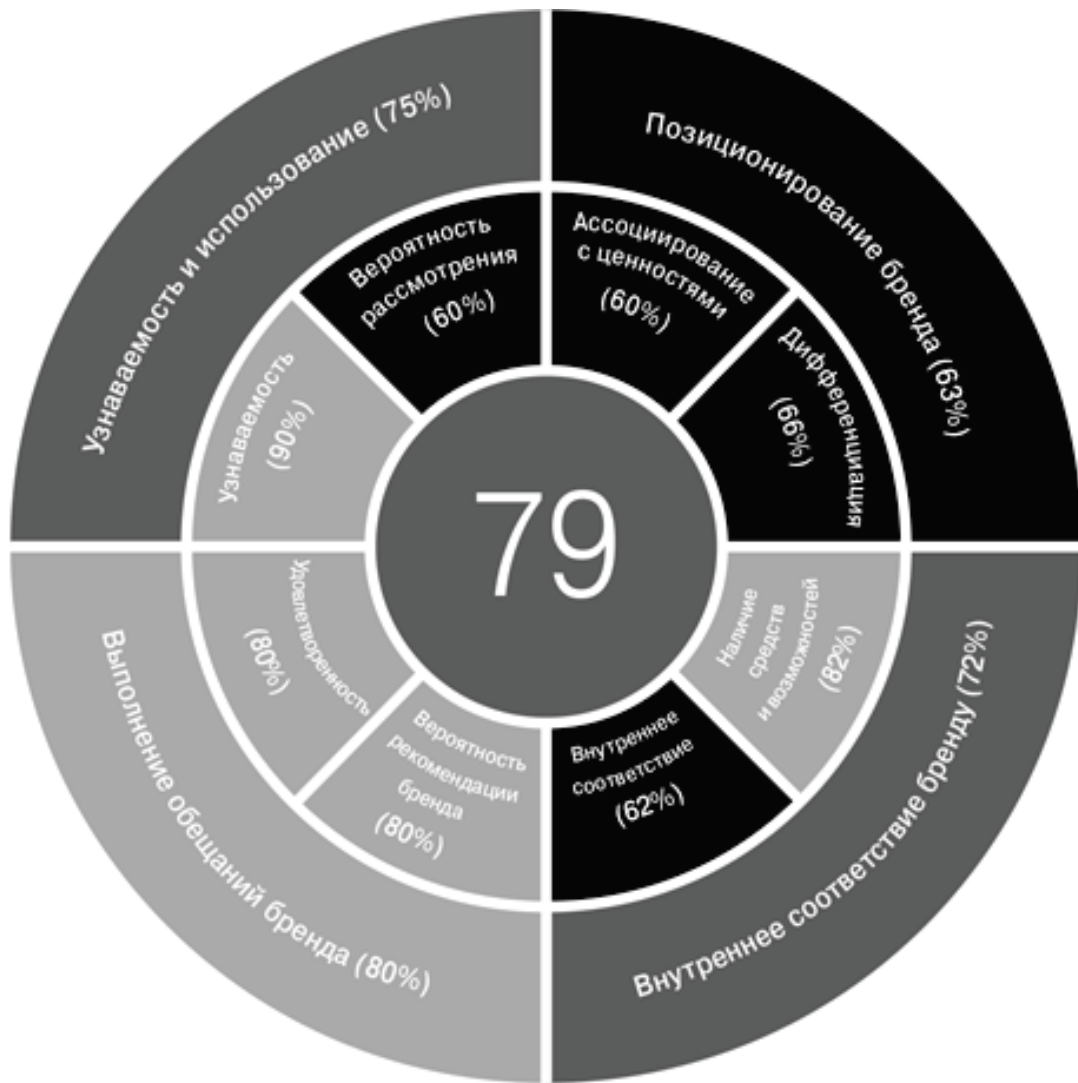 Узнаваемость и использование (75%)
Позиционирование бренда (63%)
Вероятность
рассмотрения
(60%)
Ассоциирование
с ценностями
(60%)
Узнаваемость
(90%)
Дифференциация
(66%)
79
Удовлетворенность
(80%)
Наличие
средств
и возможностей
(82%)
Вероятность
рекомендации
бренда
(80%)
Внутреннее
соответствие
(62%)
Выполнение обещаний бренда (80%)
Внутреннее соответствие бренду (72%)